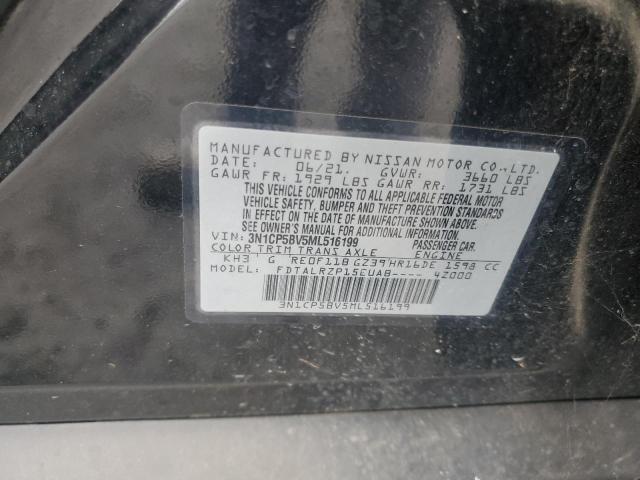 MANUFACTURED BY NISSAN MOTOR CO.,LTD.
DATE: 06/21. GVWR: 3660 LBS
GAWR FR: 1929 LBS GAWR RR: 1731 LBS
THIS VEHICLE CONFORMS TO ALL APPLICABLE FEDERAL MOTOR
VEHICLE SAFETY, BUMPER AND THEFT PREVENTION STANDARDS
IN EFFECT ON THE DATE OF MANUFACTURE SHOWN ABOVE.
SEE OWNER'S MANUAL.
VIN: 3N1CP5BV5ML516199 PASSENGER CAR.
COLOR TRIM TRANS AXLE ENGINE
KH3 G RE0F11B GZ39 HR16DE 1598 CC
MODEL: FDTALRZP15EUAB---- 42000
3N1CP5BV5ML516199